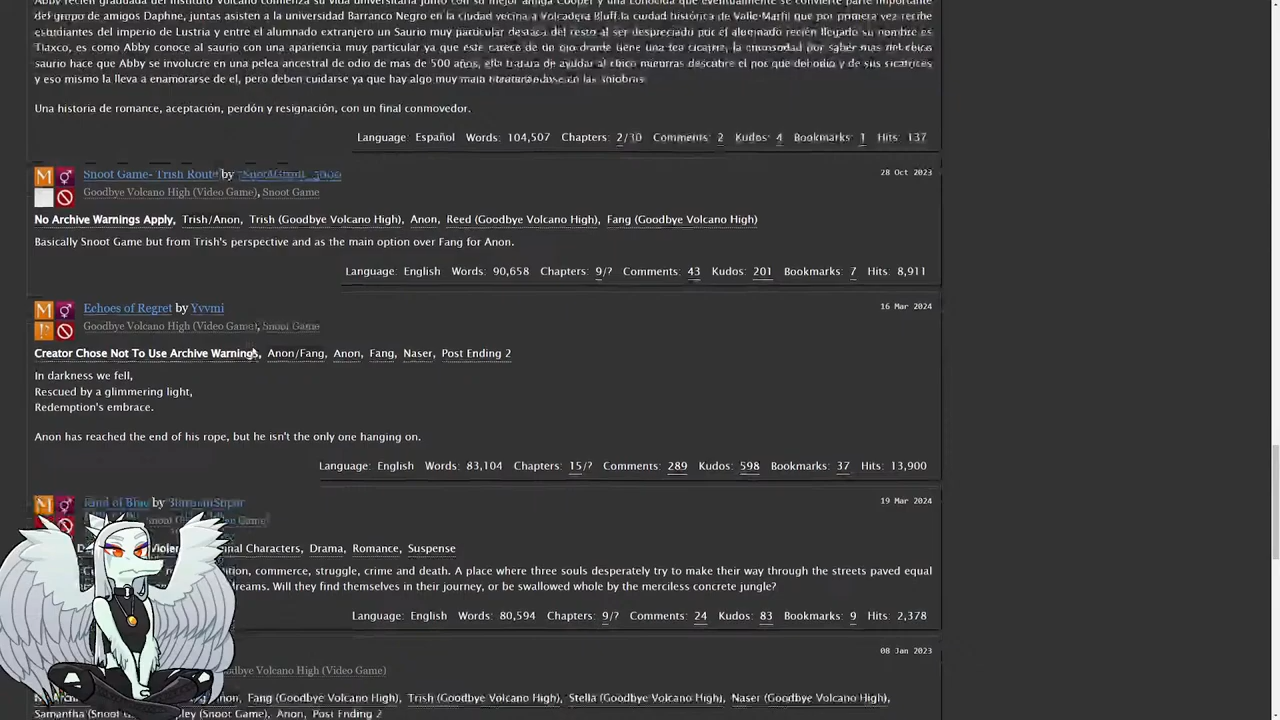 Abby recién graduada del instituto Volcano comienza su vida universitaria junto con su mejor amiga Cooper y una conocida que eventualmente se convierte parte importante
del grupo de amigos Daphne, juntas asisten a la universidad Barranco Negro en la ciudad vecina a Volcadera Bluff, la ciudad histórica de Valle Marfil que por primera vez recibe
estudiantes del imperio de Lustria y entre el alumnado extranjero un Saurio muy particular destaca del resto al ser despreciado por el alumnado recién llegado su nombre es
Tlaxco, es como Abby conoce al saurio con una apariencia muy particular ya que este carece de un ojo donde tiene una fea cicatriz, la curiosidad por saber mas del chico
saurio hace que Abby se involucre en una pelea ancestral de odio de mas de 500 años, ella tratara de ayudar al chico mientras descubre el por que del odio y de sus cicatrices
y eso mismo la lleva a enamorarse de el, pero deben cuidarse ya que hay algo muy malo
Una historia de romance, aceptación, perdón y resignación, con un final conmovedor.
Language: Español Words: 104,507 Chapters: 2/30 Comments: 2 Kudos: 4 Bookmarks: 1 Hits: 137
Snoot Game- Trish Route by
28 Oct 2023
Goodbye Volcano High (Video Game), Snoot Game
No Archive Warnings Apply, Trish/Anon, Trish (Goodbye Volcano High), Anon, Reed (Goodbye Volcano High), Fang (Goodbye Volcano High)
Basically Snoot Game but from Trish's perspective and as the main option over Fang for Anon.
Language: English Words: 90,658 Chapters: 9/? Comments: 43 Kudos: 201 Bookmarks: 7 Hits: 8,911
Echoes of Regret by Yvvmi
16 Mar 2024
Goodbye Volcano High (Video Game), Snoot Game
Creator Chose Not To Use Archive Warnings, Anon/Fang, Anon, Fang, Naser, Post Ending 2
In darkness we fell,
Rescued by a glimmering light,
Redemption's embrace.
Anon has reached the end of his rope, but he isn't the only one hanging on.
Language: English Words: 83,104 Chapters: 15/? Comments: 289 Kudos: 598 Bookmarks: 37 Hits: 13,900
by
19 Mar 2024
Characters, Drama, Romance, Suspense
commerce, struggle, crime and death. A place where three souls desperately try to make their way through the streets paved equal
dreams. Will they find themselves in their journey, or be swallowed whole by the merciless concrete jungle?
Language: English Words: 80,594 Chapters: 9/? Comments: 24 Kudos: 83 Bookmarks: 9 Hits: 2,378
08 Jan 2023
Volcano High (Video Game)
Fang (Goodbye Volcano High), Trish (Goodbye Volcano High), Stella (Goodbye Volcano High), Naser (Goodbye Volcano High),
Samantha (Snoot (Snoot Game), Anon, Post Ending 2